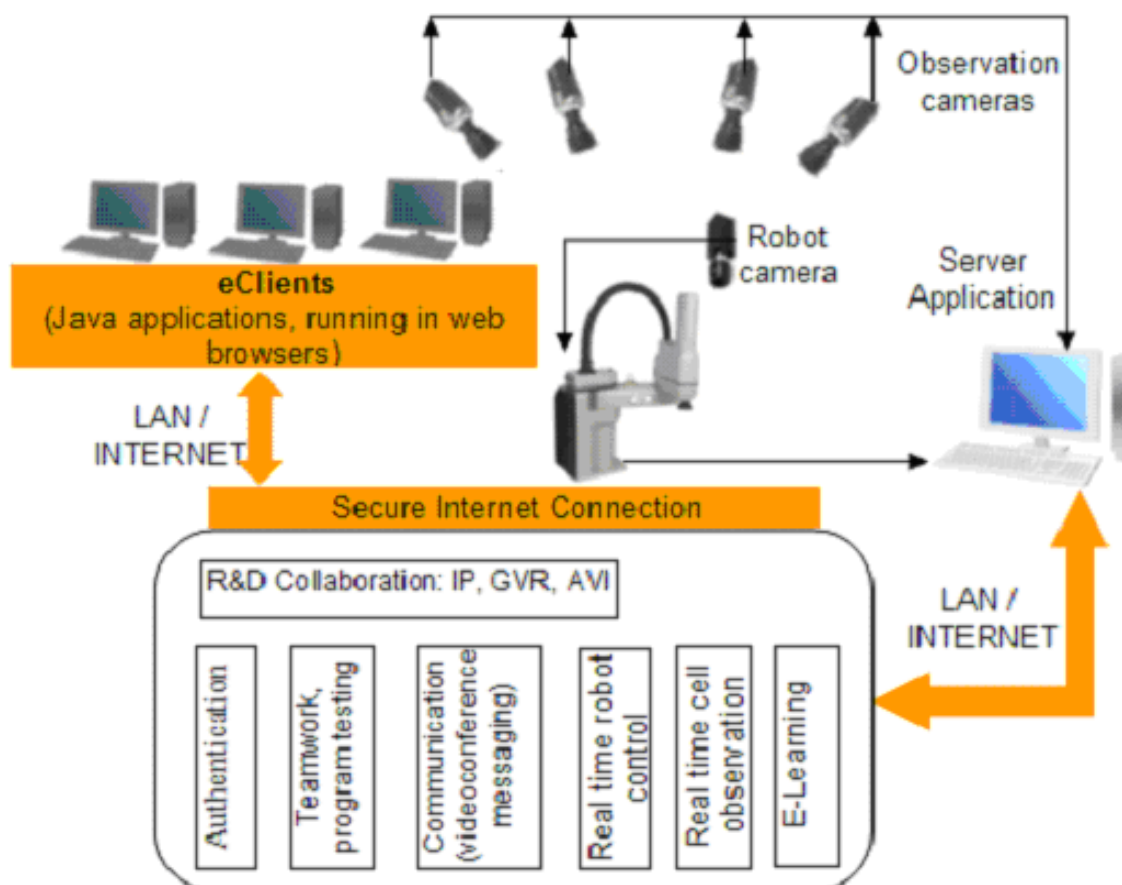 Observation
cameras
Robot
camera
Server
Application
eClients
(Java applications, running in web
browsers)
LAN /
INTERNET
Secure Internet Connection
R&D Collaboration: IP, GVR, AVI
LAN /
INTERNET
Authentication
Teamwork,
program testing
Communication
(videoconference
messaging)
Real time robot
control
Real time cell
observation
E-Learning